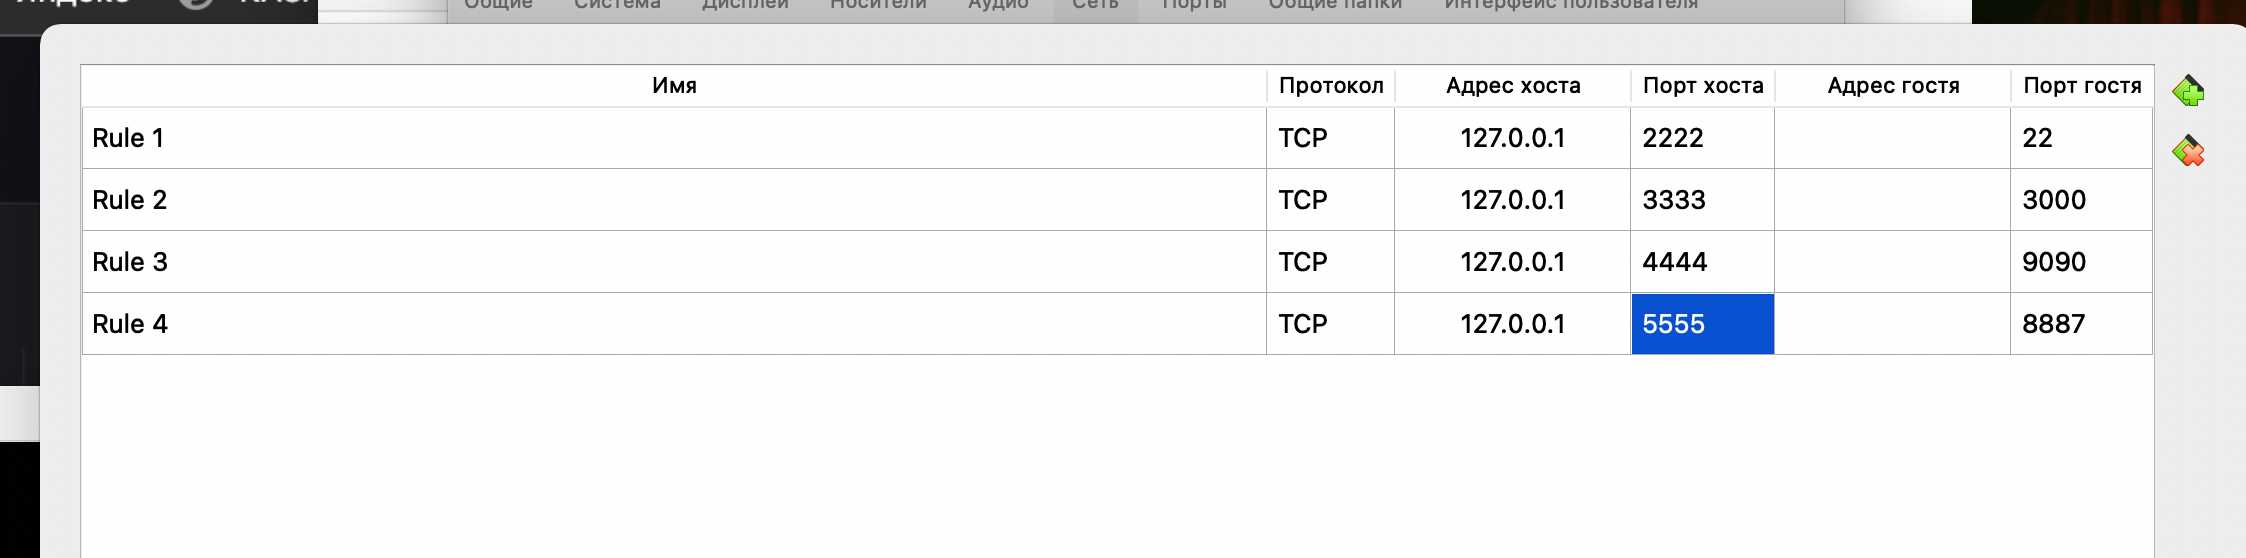 Общие Система Дисплей Носители Аудио Сеть Порты Общие папки Интерфейс пользователя
Имя Протокол Адрес хоста Порт хоста Адрес гостя Порт гостя
Rule 1 TCP 127.0.0.1 2222 22
Rule 2 TCP 127.0.0.1 3333 3000
Rule 3 TCP 127.0.0.1 4444 9090
Rule 4 TCP 127.0.0.1 5555 8887